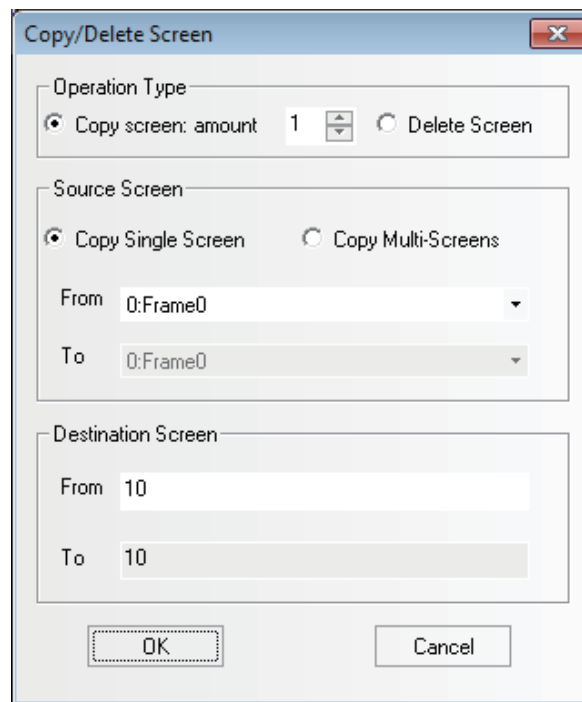 Copy/Delete Screen
Operation Type
Copy screen: amount 1 Delete Screen
Source Screen
Copy Single Screen Copy Multi-Screens
From 0:Frame0
To 0:Frame0
Destination Screen
From 10
To 10
OK Cancel